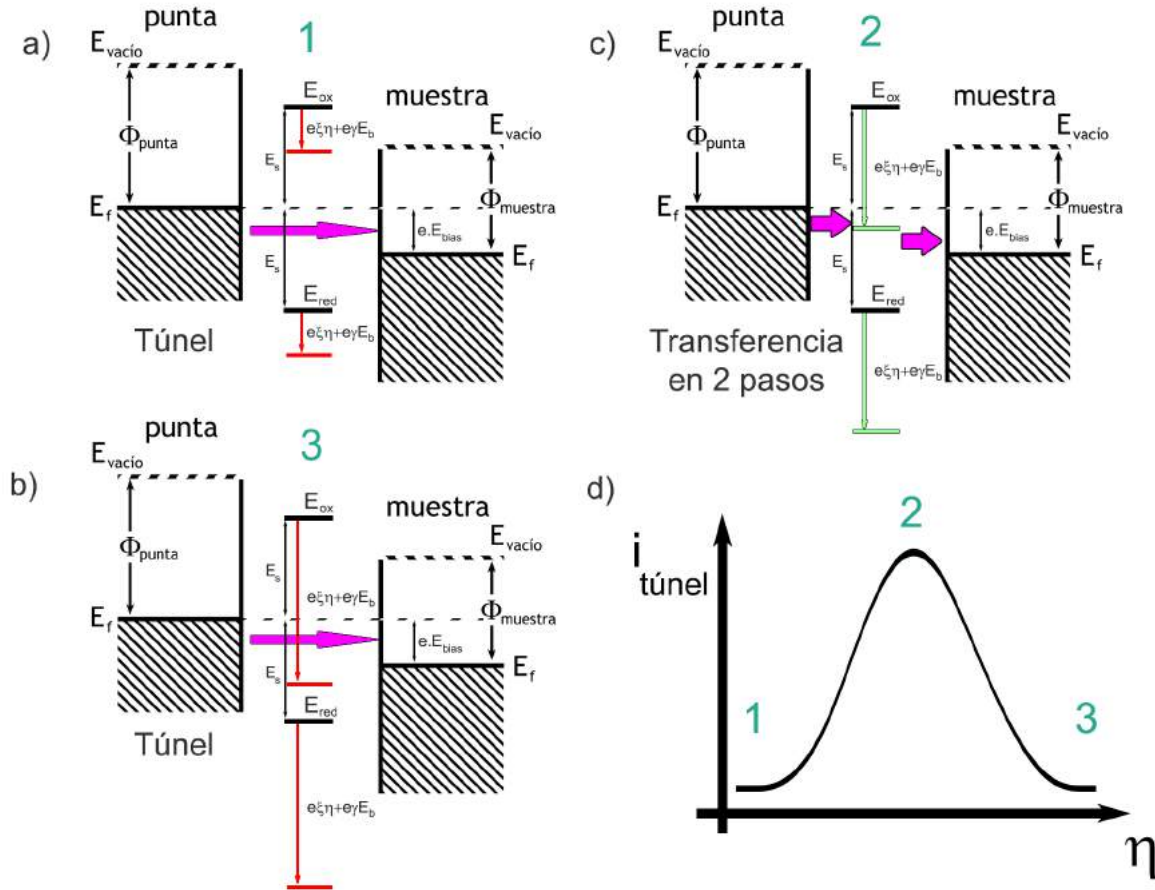 a)
punta
1
E_vacío
Φ_punta
E_f
E_ox
eξη+eγE_b
E_s
E_s
E_red
eξη+eγE_b
muestra
E_vacío
Φ_muestra
e.E_bias
E_f
Túnel
c)
punta
2
E_vacío
Φ_punta
E_f
E_ox
eξη+eγE_b
E_s
E_s
E_red
eξη+eγE_b
muestra
E_vacío
Φ_muestra
e.E_bias
E_f
Transferencia
en 2 pasos
b)
punta
3
E_vacío
Φ_punta
E_f
E_ox
E_s
eξη+eγE_b
E_s
E_red
eξη+eγE_b
muestra
E_vacío
Φ_muestra
e.E_bias
E_f
Túnel
d)
i_túnel
1
2
3
η